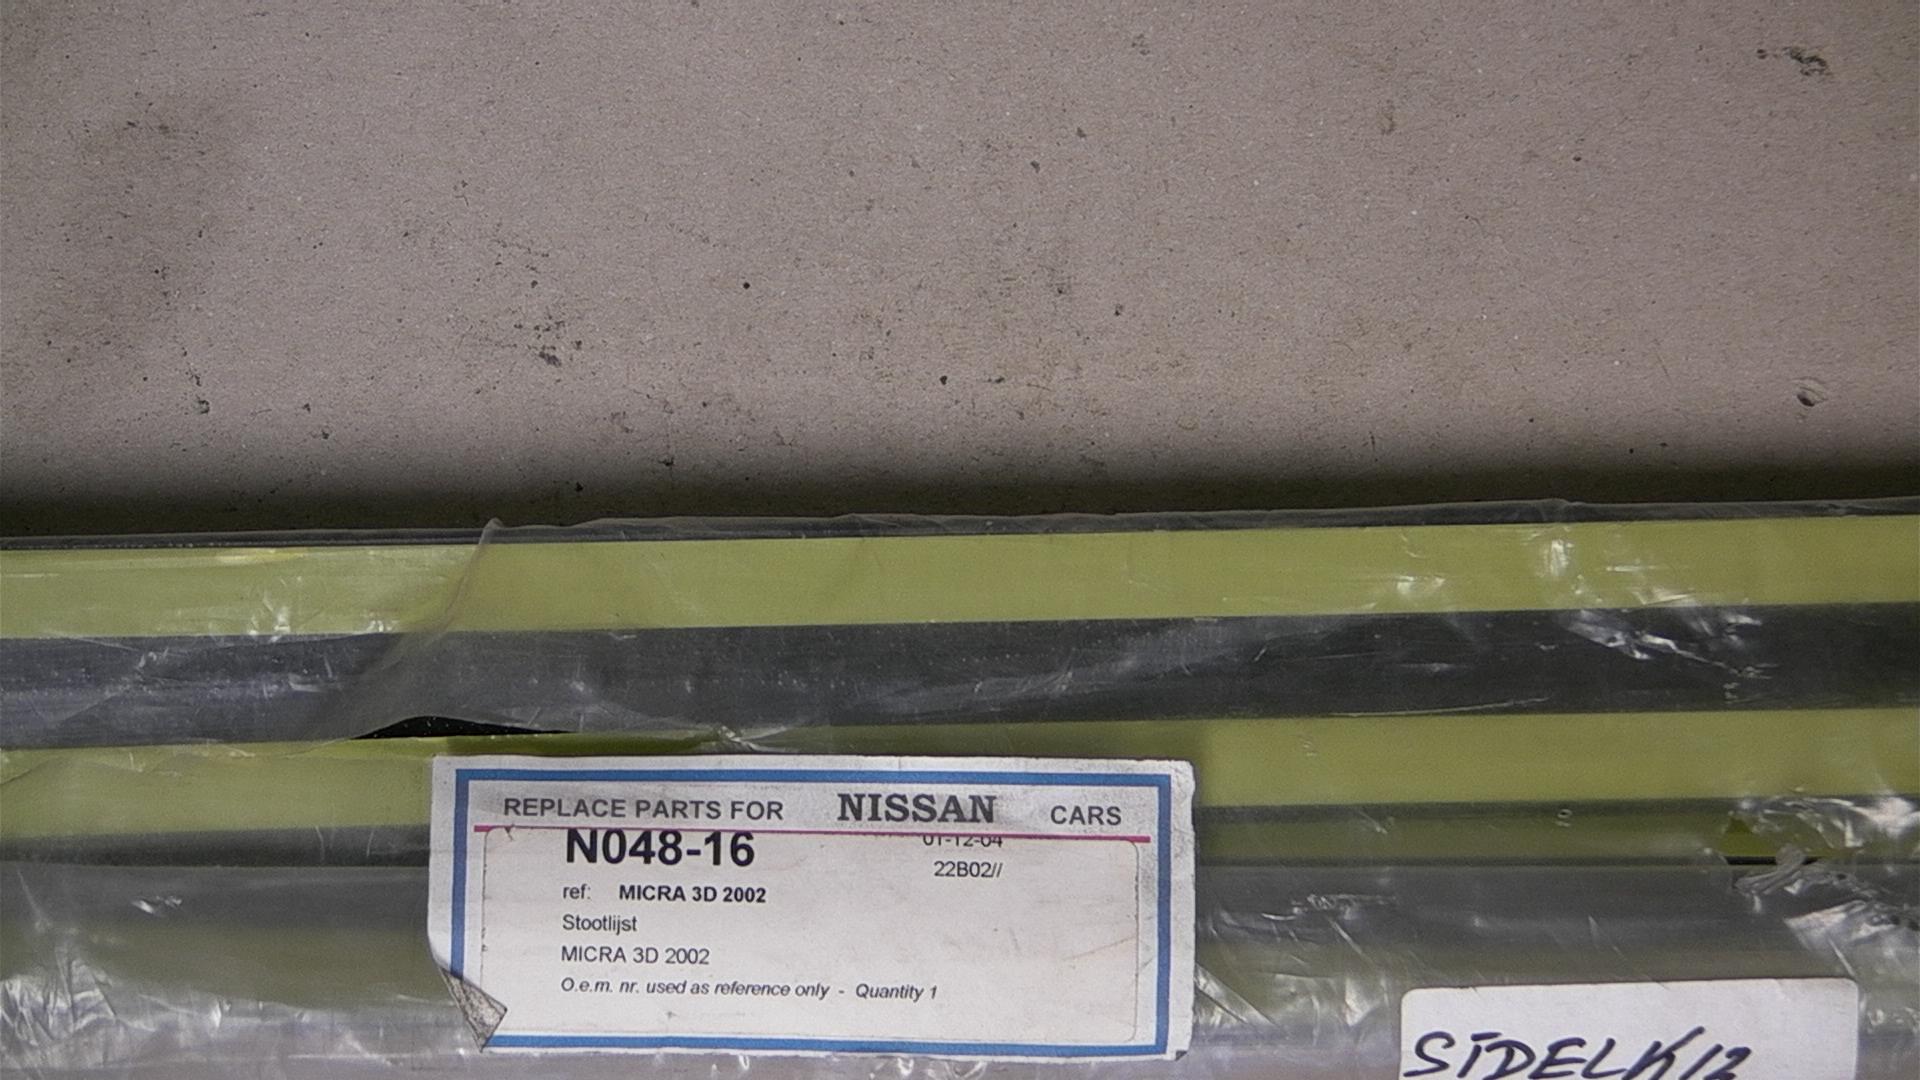 REPLACE PARTS FOR NISSAN CARS
N048-16
01-12-04
22B02//
ref: MICRA 3D 2002
Stootlijst
MICRA 3D 2002
O.e.m. nr. used as reference only - Quantity 1
SIDELK12